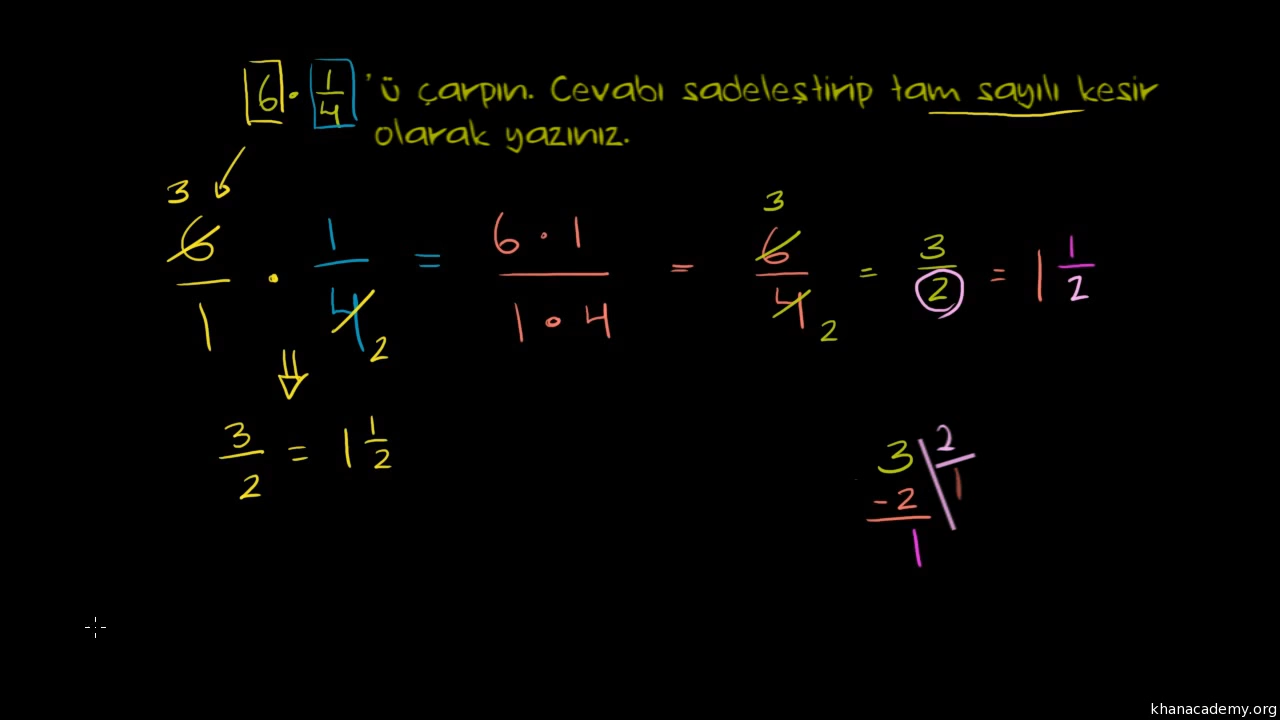 6 · 1/4 'ü çarpın. Cevabı sadeleştirip tam sayılı kesir
olarak yazınız.
3
6/1 · 1/4 2 = 6 · 1 / 1 · 4 = 3 6/4 2 = 3/2 = 1 1/2
3/2 = 1 1/2
3 2
-2 1
1
khanacademy.org